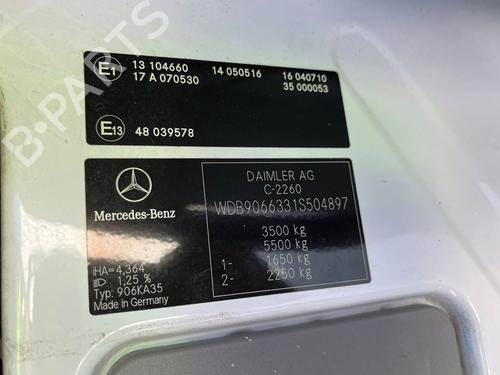 E1 13 104660 14 050516 16 040710
17 A 070530 35 000053
E13 48 039578
DAIMLER AG
C-2260
WDB9066331S504897
Mercedes-Benz
3500 kg
5500 kg
1- 1650 kg
2- 2250 kg
iHA=4,364
1,25 %
Typ: 906KA35
Made in Germany
B-PARTS